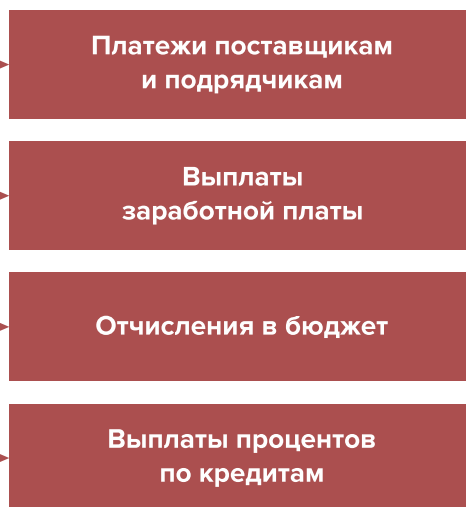 Платежи поставщикам
и подрядчикам
Выплаты
заработной платы
Отчисления в бюджет
Выплаты процентов
по кредитам